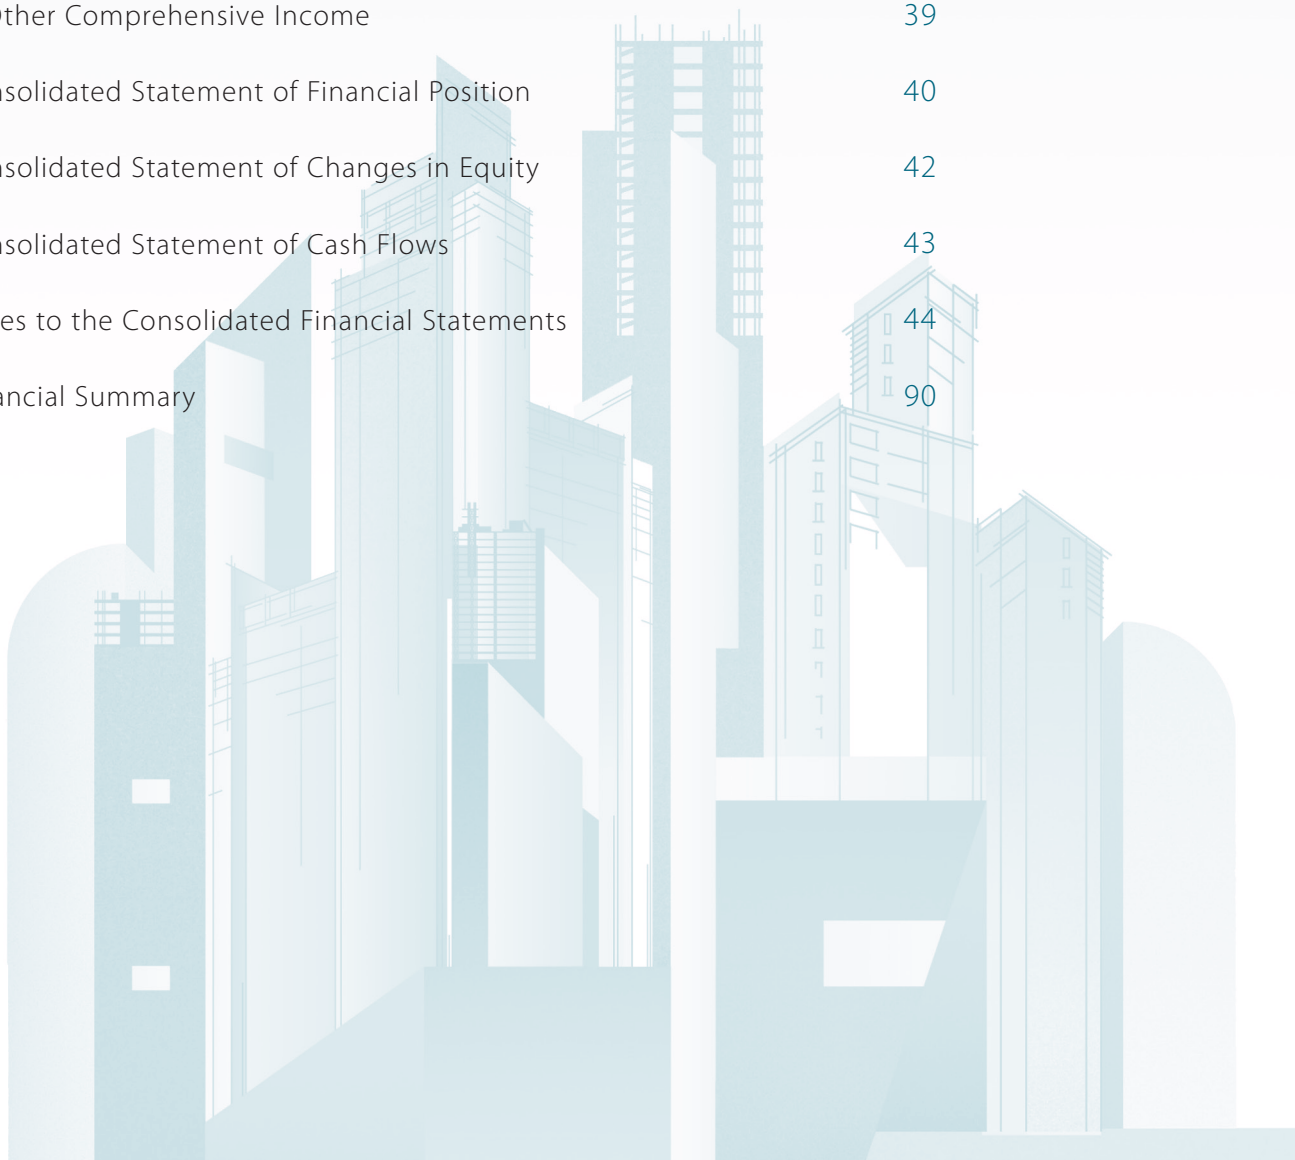 Other Comprehensive Income 39
nsolidated Statement of Financial Position 40
nsolidated Statement of Changes in Equity 42
nsolidated Statement of Cash Flows 43
es to the Consolidated Financial Statements 44
ancial Summary 90